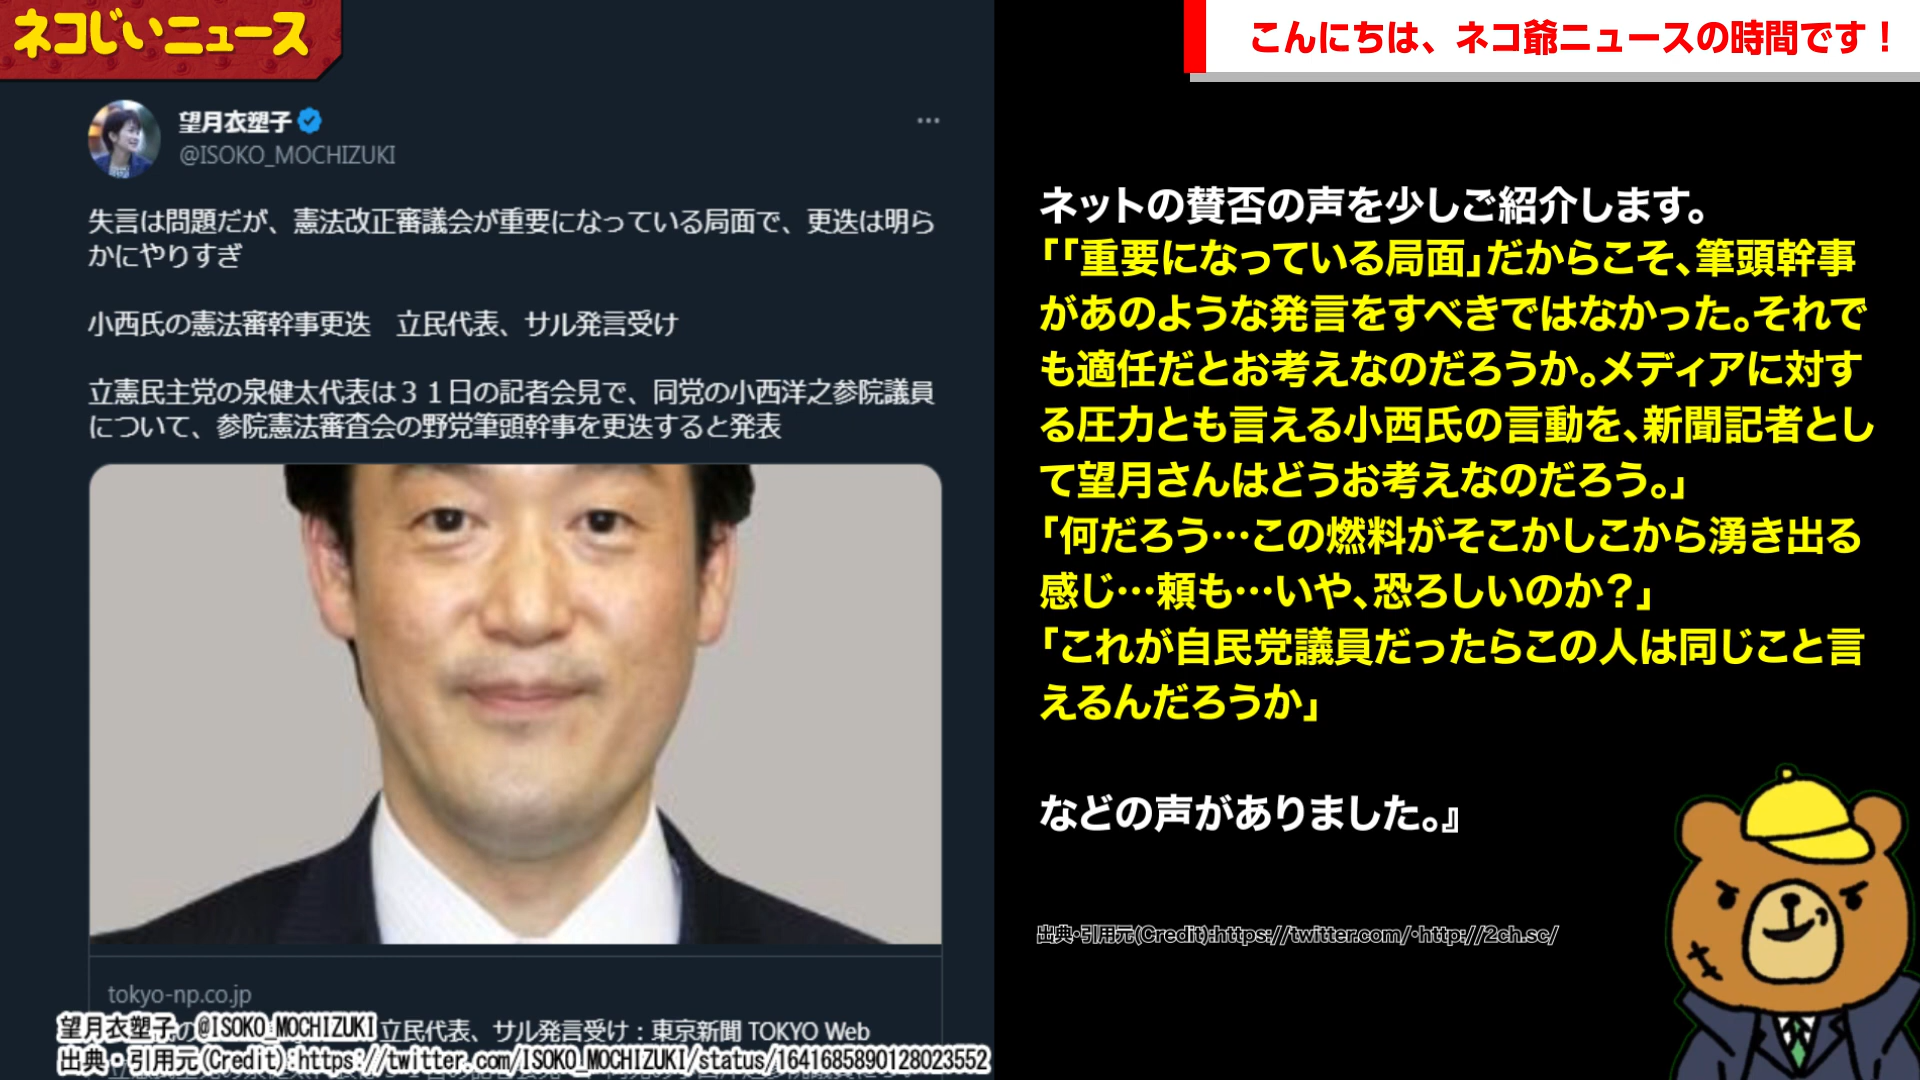 ネコじいニュース
こんにちは、ネコ爺ニュースの時間です！
望月衣塑子
@ISOKO_MOCHIZUKI
失言は問題だが、憲法改正審議会が重要になっている局面で、更迭は明ら
かにやりすぎ
小西氏の憲法審幹事更迭　立民代表、サル発言受け
立憲民主党の泉健太代表は３１日の記者会見で、同党の小西洋之参院議員
について、参院憲法審査会の野党筆頭幹事を更迭すると発表
tokyo-np.co.jp
立民代表、サル発言受け：東京新聞 TOKYO Web
望月衣塑子 @ISOKO_MOCHIZUKI
出典・引用元(Credit):https://twitter.com/ISOKO_MOCHIZUKI/status/1641685890128023552
ネットの賛否の声を少しご紹介します。
「「重要になっている局面」だからこそ、筆頭幹事
があのような発言をすべきではなかった。それで
も適任だとお考えなのだろうか。メディアに対す
る圧力とも言える小西氏の言動を、新聞記者とし
て望月さんはどうお考えなのだろう。」
「何だろう…この燃料がそこかしこから湧き出る
感じ…頼も…いや、恐ろしいのか？」
「これが自民党議員だったらこの人は同じこと言
えるんだろうか」
などの声がありました。』
出典・引用元(Credit):https://twitter.com/・http://2ch.sc/